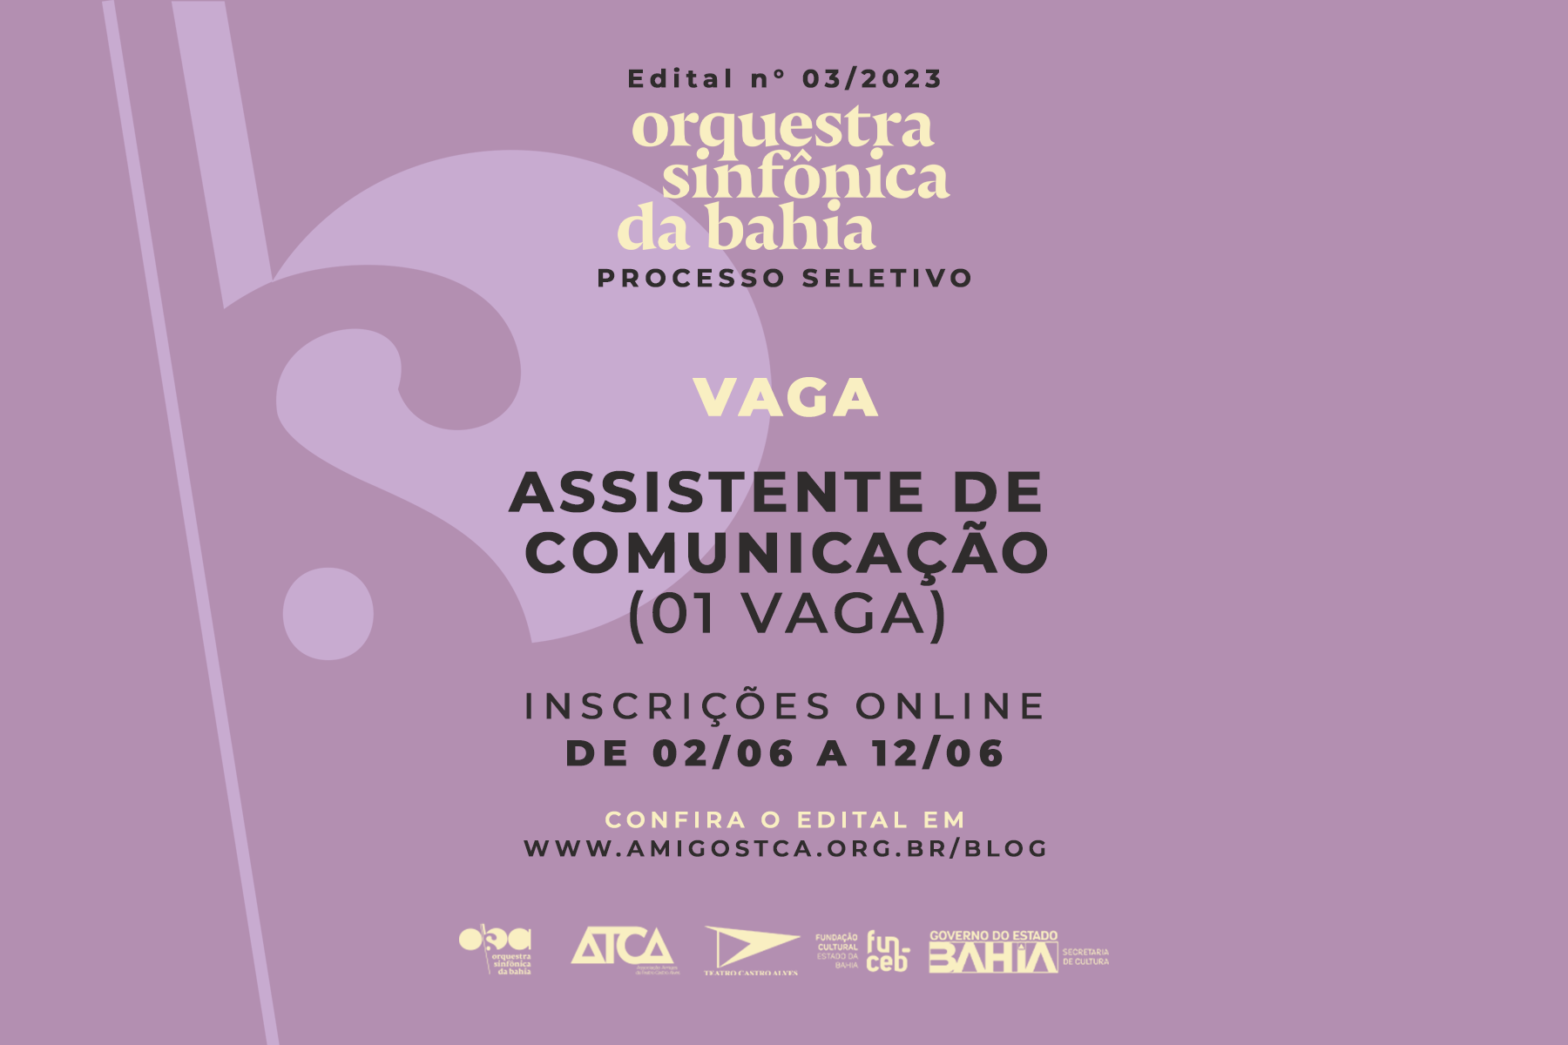 Edital nº 03/2023
orquestra
sinfônica
da bahia
PROCESSO SELETIVO
VAGA
ASSISTENTE DE
COMUNICAÇÃO
(01 VAGA)
INSCRIÇÕES ONLINE
DE 02/06 A 12/06
CONFIRA O EDITAL EM
WWW.AMIGOSTCA.ORG.BR/BLOG
orquestra
sinfônica
da bahia
ATCA
TEATRO CASTRO ALVES
FUNDAÇÃO
CULTURAL
ESTADO DA
BAHIA
fun-
ceb
GOVERNO DO ESTADO
BAHIA
SECRETARIA
DE CULTURA